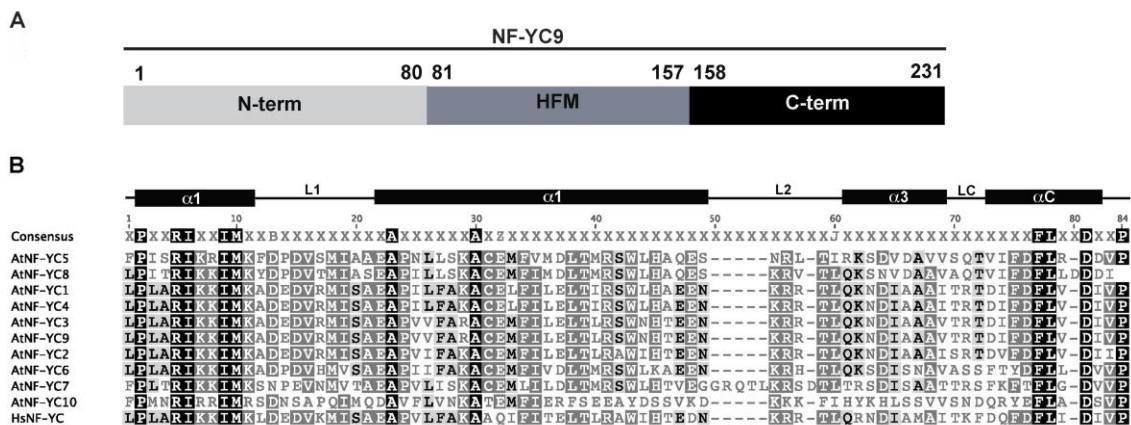 A
NF-YC9
1 80 81 157 158 231
N-term HFM C-term
B
α1 L1 α1 L2 α3 LC αC
1 10 20 30 40 50 60 70 80 84
Consensus XPXXRIXXIMXXBXXXXXXXXXAXXXXXXAXZXXXXXXXXXXXXXXXXXXXXXXXXXXXJXXXXXXXXXXXXXXXXFLXXDXXP
AtNF-YC5 FPISRIKRIMKFDPDVSMIAAEAPNLLSKACEMFVMDLTMRSWLHAQES-----NRL-TIRKSDVDAVVSQTVIFDFLR-DDVP
AtNF-YC8 LPITRIKKIMKYDPDVTMIASEAPILLSKACEMFIMDLTMRSWLHAQES-----KRV-TLQKSNVDAVVAQTVIFDFLLDDDI
AtNF-YC1 LPLARIKKIMKADEDVRMISAEAPILFAKACELFILELTIRSWLHAEEN-----KRR-TLQKNDIAAAITRTDIFDFLV-DIVP
AtNF-YC4 LPLARIKKIMKADEDVRMISAEAPILFAKACELFILELTIRSWLHAEEN-----KRR-TLQKNDIAAAITRTDIFDFLV-DIVP
AtNF-YC3 LPLARIKKIMKADEDVRMISAEAPVVFARACEMFILELTLRSWNHTEEN-----KRR-TLQKNDIAAAVTRTDIFDFLV-DIVP
AtNF-YC9 LPLARIKKIMKADEDVRMISAEAPVVFARACEMFILELTLRSWNHTEEN-----KRR-TLQKNDIAAAVTRTDIFDFLV-DIVP
AtNF-YC2 LPLARIKKIMKADEDVRMISAEAPVIFAKACEMFILELTLRAWIHTEEN-----KRR-TLQKNDIAAAISRTDVFDFLV-DIIP
AtNF-YC6 LPLARIKKIMKADPDVHMVSAEAPIIFAKACEMFIVDLTMRSWLKAEEN-----KRH-TLQKSDISNAVASSFTYDFLL-DVVP
AtNF-YC7 FPLTRIKKIMKSNPEVNMVTAEAPVLISKACEMLILDLTMRSWLHTVEGGRQTLKRSDTLTRSDISAATTRSFKFTFLG-DVVP
AtNF-YC10 FPMNRIRRIMRSDNSAPQIMQDAVFLVNKATEMFIERFSEEAYDSSVKD-----KKK-FIHYKHLSSVVSNDQRYEFLA-DSVP
HsNF-YC LPLARIKKIMKLDEDVKMISAEAPVLFAKAAQIFITELTLRAWIHTEDN-----KRR-TLQRNDIAMAITKFDQFDFLI-DIVP